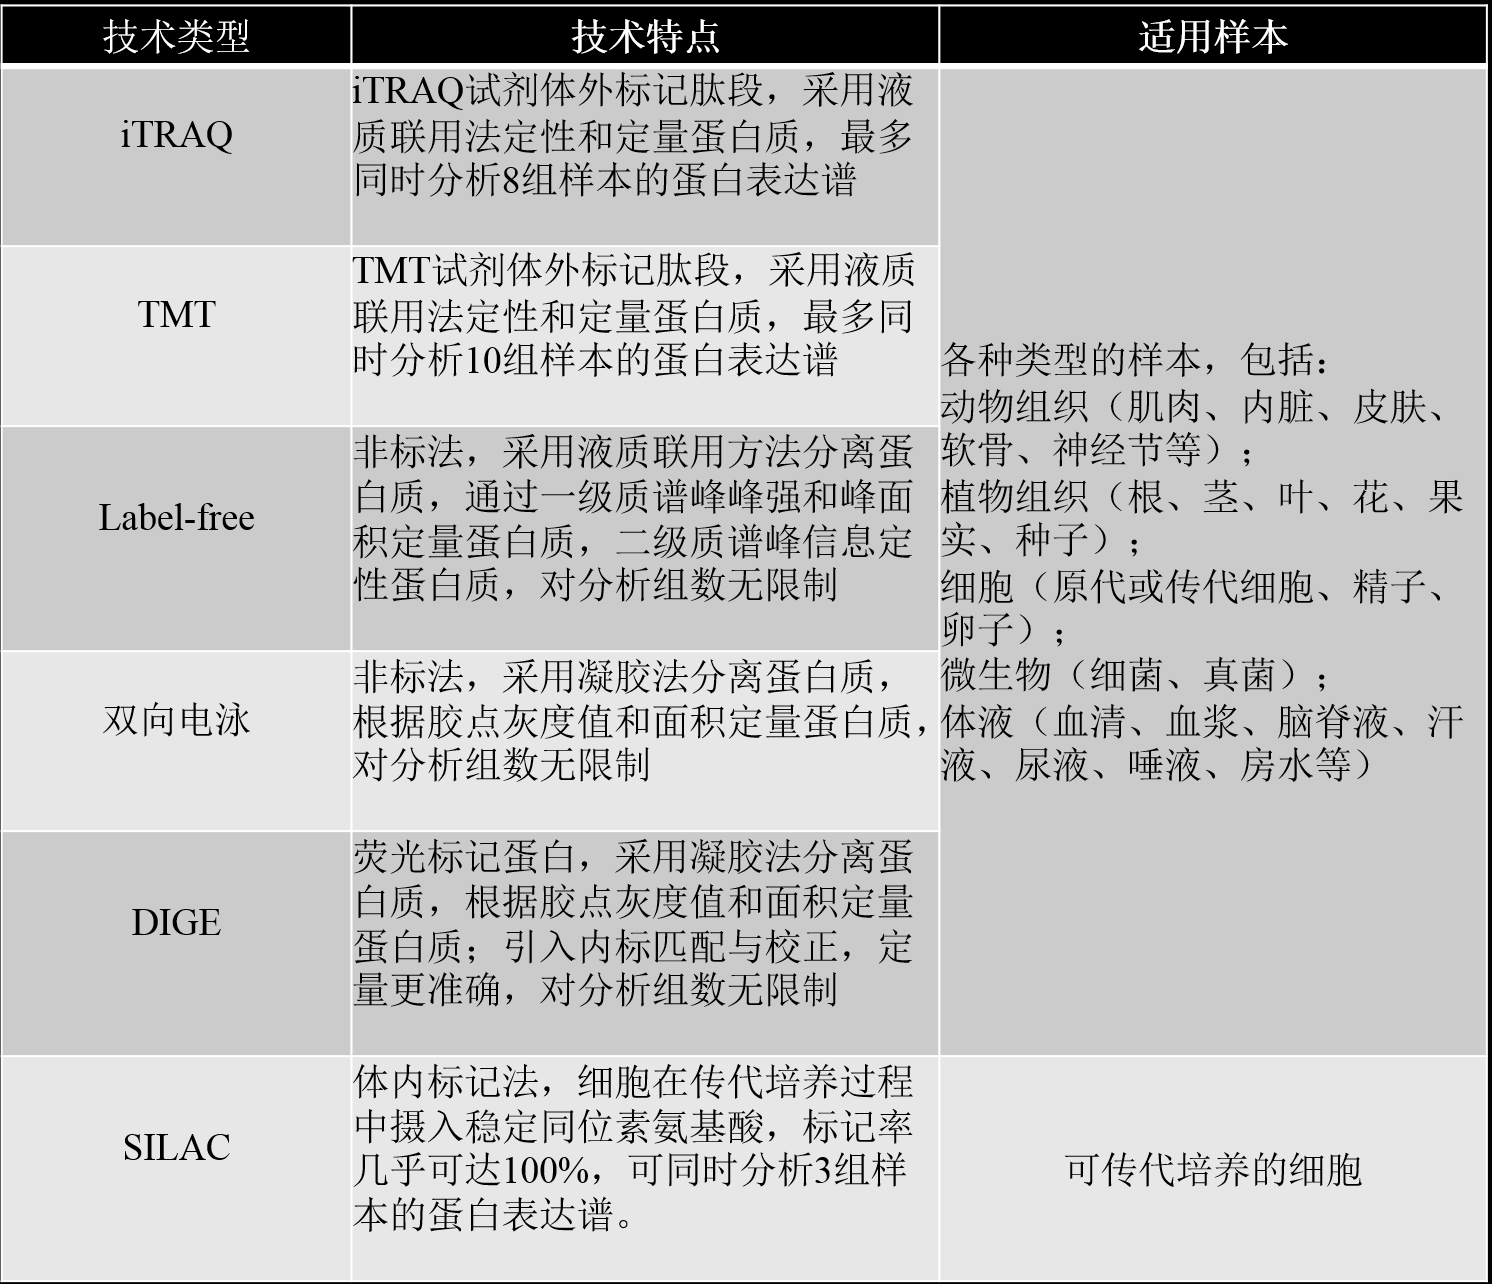 技术类型
技术特点
适用样本
iTRAQ
iTRAQ试剂体外标记肽段，采用液
质联用法定性和定量蛋白质，最多
同时分析8组样本的蛋白表达谱
TMT
TMT试剂体外标记肽段，采用液质
联用法定性和定量蛋白质，最多同
时分析10组样本的蛋白表达谱
Label-free
非标法，采用液质联用方法分离蛋
白质，通过一级质谱峰峰强和峰面
积定量蛋白质，二级质谱峰信息定
性蛋白质，对分析组数无限制
双向电泳
非标法，采用凝胶法分离蛋白质，
根据胶点灰度值和面积定量蛋白质，
对分析组数无限制
DIGE
荧光标记蛋白，采用凝胶法分离蛋
白质，根据胶点灰度值和面积定量
蛋白质；引入内标匹配与校正，定
量更准确，对分析组数无限制
各种类型的样本，包括：
动物组织（肌肉、内脏、皮肤、
软骨、神经节等）；
植物组织（根、茎、叶、花、果
实、种子）；
细胞（原代或传代细胞、精子、
卵子）；
微生物（细菌、真菌）；
体液（血清、血浆、脑脊液、汗
液、尿液、唾液、房水等）
SILAC
体内标记法，细胞在传代培养过程
中摄入稳定同位素氨基酸，标记率
几乎可达100%，可同时分析3组样
本的蛋白表达谱。
可传代培养的细胞